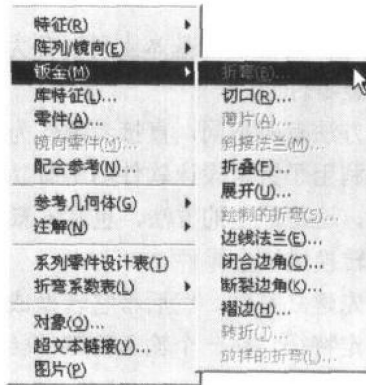 特征(R)
阵列/镜向(E)
钣金(M)
库特征(L)...
零件(A)...
镜向零件(M)...
配合参考(N)...
参考几何体(G)
注解(N)
系列零件设计表(T)
折弯系数表(L)
对象(O)...
超文本链接(Y)...
图片(P)
折弯(B)...
切口(R)...
薄片(A)...
斜接法兰(M)...
折叠(F)...
展开(U)...
绘制的折弯(S)...
边线法兰(E)...
闭合边角(C)...
断裂边角(K)...
褶边(H)...
转折(J)...
放样的折弯(L)...